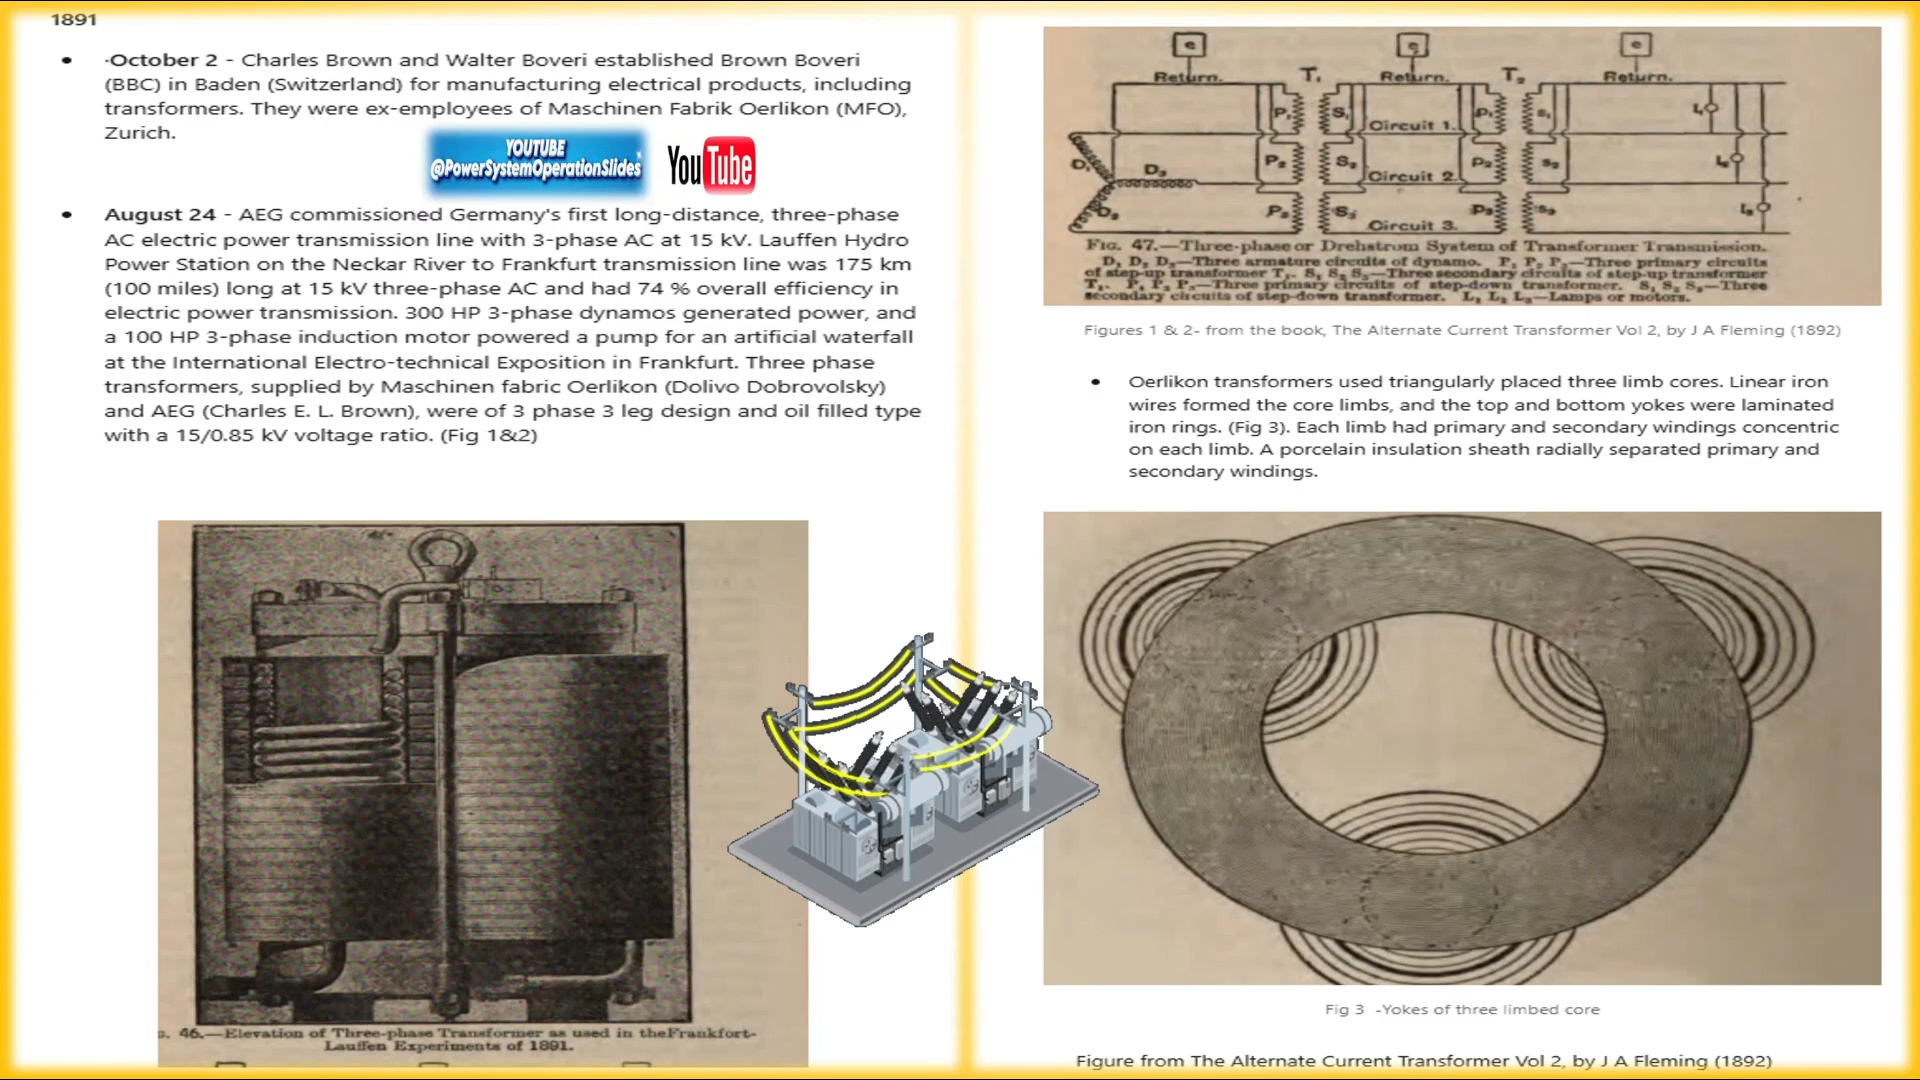 1891
• ·October 2 - Charles Brown and Walter Boveri established Brown Boveri
(BBC) in Baden (Switzerland) for manufacturing electrical products, including
transformers. They were ex-employees of Maschinen Fabrik Oerlikon (MFO),
Zurich.
YOUTUBE
@PowerSystemOperationSlides
YouTube
• August 24 - AEG commissioned Germany's first long-distance, three-phase
AC electric power transmission line with 3-phase AC at 15 kV. Lauffen Hydro
Power Station on the Neckar River to Frankfurt transmission line was 175 km
(100 miles) long at 15 kV three-phase AC and had 74 % overall efficiency in
electric power transmission. 300 HP 3-phase dynamos generated power, and
a 100 HP 3-phase induction motor powered a pump for an artificial waterfall
at the International Electro-technical Exposition in Frankfurt. Three phase
transformers, supplied by Maschinen fabric Oerlikon (Dolivo Dobrovolsky)
and AEG (Charles E. L. Brown), were of 3 phase 3 leg design and oil filled type
with a 15/0.85 kV voltage ratio. (Fig 1&2)
46.—Elevation of Three-phase Transformer as used in theFrankfort-
Lauffen Experiments of 1891.
e e e
Return. T₁ Return. T₂ Return.
P₁ S₁ Circuit 1. P₁ s₁ L₁
D₁ D₃ P₂ S₂ Circuit 2. P₂ s₂ L₂
D₂ P₃ S₃ Circuit 3. P₃ s₃ L₃
FIG. 47.—Three-phase or Drehstrom System of Transformer Transmission.
D₁ D₂ D₃—Three armature circuits of dynamo. P₁ P₂ P₃—Three primary circuits
of step-up transformer T₁. S₁ S₂ S₃—Three secondary circuits of step-up transformer
T₁. P₁ P₂ P₃—Three primary circuits of step-down transformer. S₁ S₂ S₃—Three
secondary circuits of step-down transformer. L₁ L₂ L₃—Lamps or motors.
Figures 1 & 2- from the book, The Alternate Current Transformer Vol 2, by J A Fleming (1892)
• Oerlikon transformers used triangularly placed three limb cores. Linear iron
wires formed the core limbs, and the top and bottom yokes were laminated
iron rings. (Fig 3). Each limb had primary and secondary windings concentric
on each limb. A porcelain insulation sheath radially separated primary and
secondary windings.
Fig 3 -Yokes of three limbed core
Figure from The Alternate Current Transformer Vol 2, by J A Fleming (1892)